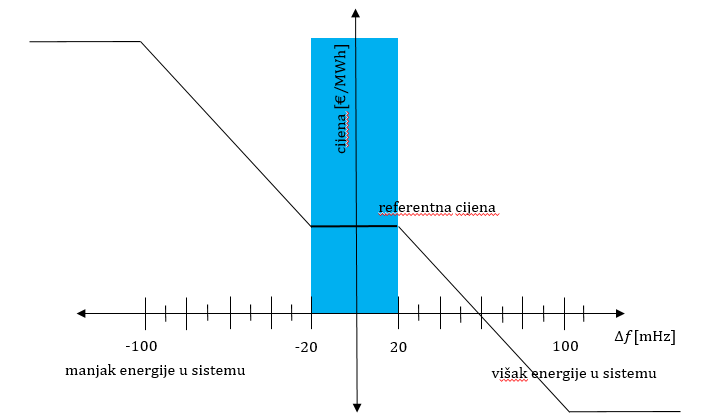 cijena [€/MWh]
referentna cijena
-100
-20
20
100
Δf [mHz]
manjak energije u sistemu
višak energije u sistemu